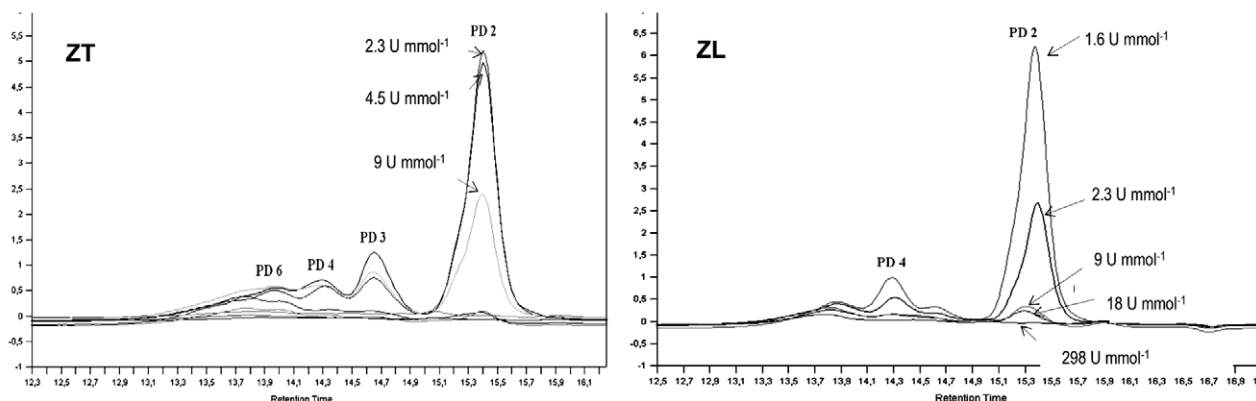 ZT
PD 2
2.3 U mmol-1
4.5 U mmol-1
9 U mmol-1
PD 3
PD 4
PD 6
5,5
5
4,5
4
3,5
3
2,5
2
1,5
1
0,5
0
-0,5
-1
12,3 12,5 12,7 12,9 13,1 13,3 13,5 13,7 13,9 14,1 14,3 14,5 14,7 14,9 15,1 15,3 15,5 15,7 15,9 16,1
Retention Time
ZL
PD 2
1.6 U mmol-1
2.3 U mmol-1
PD 4
9 U mmol-1
18 U mmol-1
298 U mmol-1
6,5
6
5,5
5
4,5
4
3,5
3
2,5
2
1,5
1
0,5
0
-0,5
-1
12,5 12,7 12,9 13,1 13,3 13,5 13,7 13,9 14,1 14,3 14,5 14,7 14,9 15,1 15,3 15,5 15,7 15,9 16,1 16,3 16,5 16,7 16,9
Retention Time